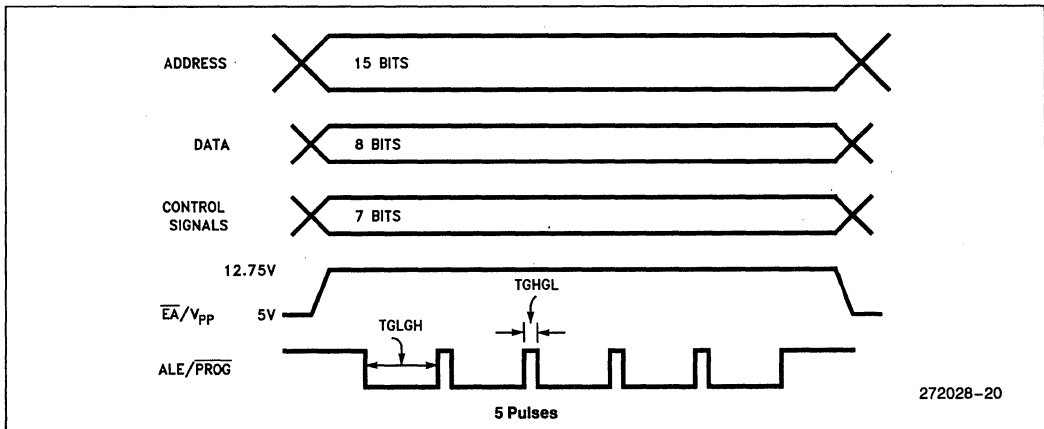 ADDRESS
15 BITS
DATA
8 BITS
CONTROL
SIGNALS
7 BITS
12.75V
EA/VPP 5V
TGHGL
TGLGH
ALE/PROG
5 Pulses
272028-20